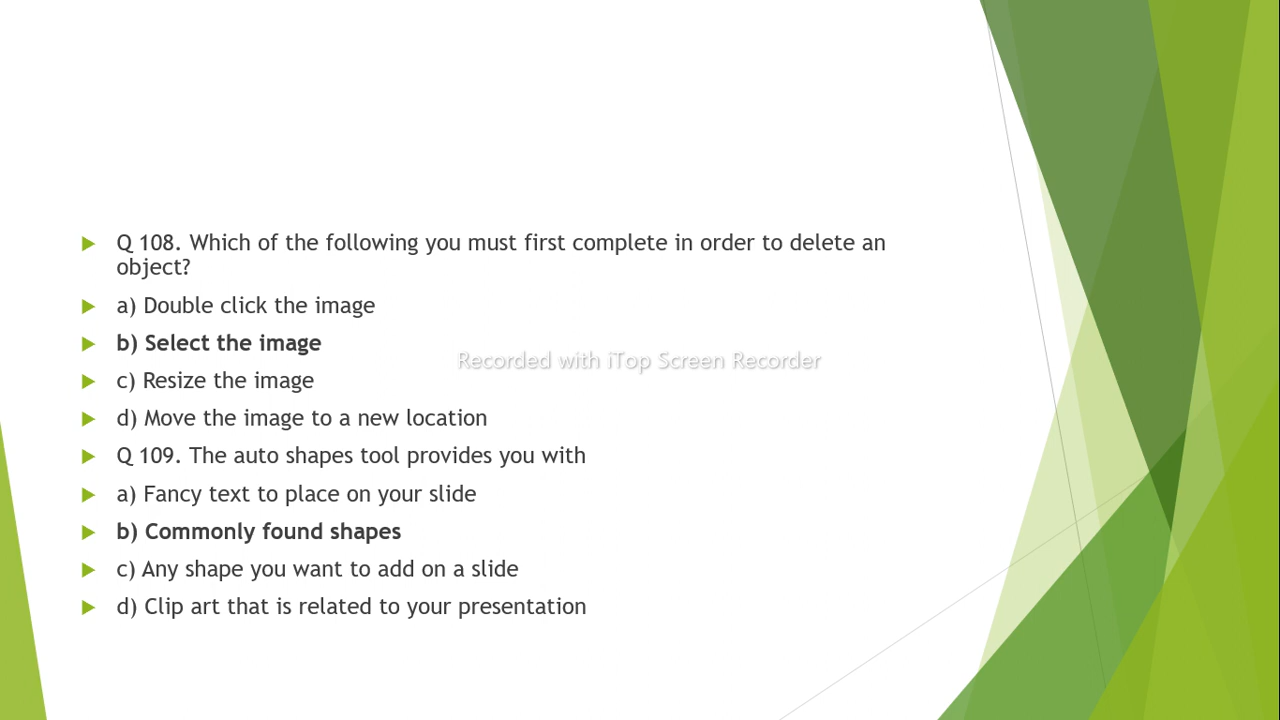 Q 108. Which of the following you must first complete in order to delete an
object?
a) Double click the image
b) Select the image
Recorded with iTop Screen Recorder
c) Resize the image
d) Move the image to a new location
Q 109. The auto shapes tool provides you with
a) Fancy text to place on your slide
b) Commonly found shapes
c) Any shape you want to add on a slide
d) Clip art that is related to your presentation